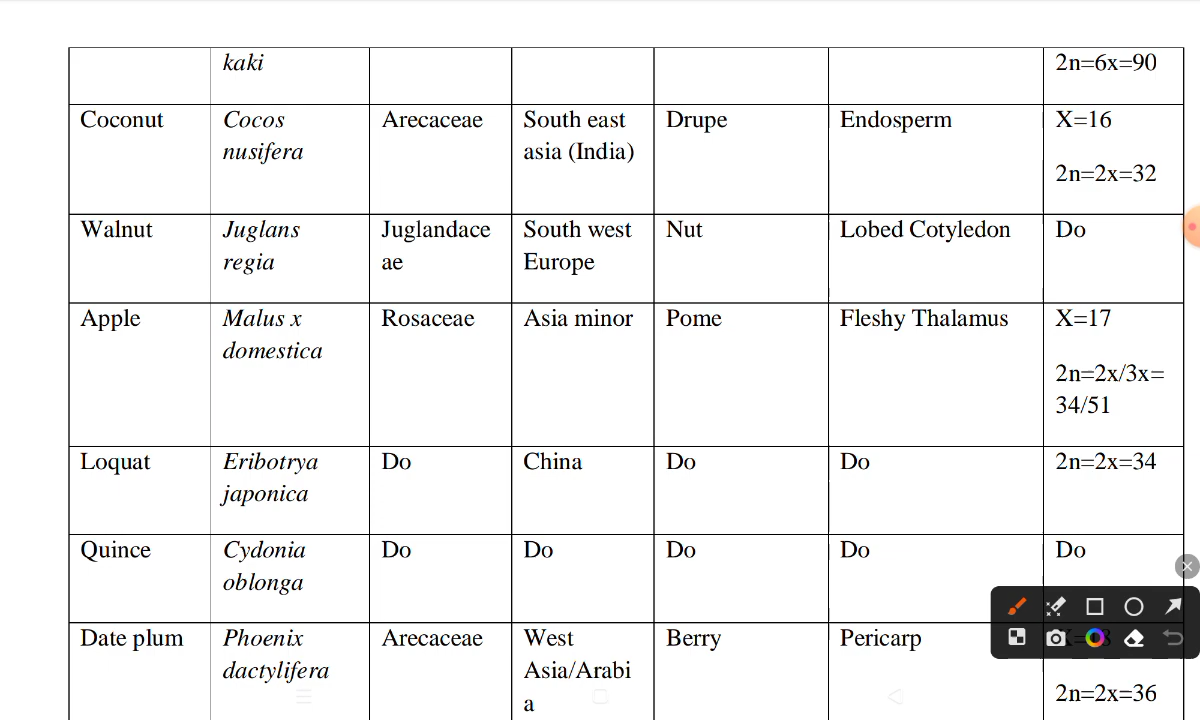 kaki 2n=6x=90
Coconut Cocos Arecaceae South east Drupe Endosperm X=16
nusifera asia (India)
2n=2x=32
Walnut Juglans Juglandace South west Nut Lobed Cotyledon Do
regia ae Europe
Apple Malus x Rosaceae Asia minor Pome Fleshy Thalamus X=17
domestica
2n=2x/3x=
34/51
Loquat Eribotrya Do China Do Do 2n=2x=34
japonica
Quince Cydonia Do Do Do Do Do
oblonga
Date plum Phoenix Arecaceae West Berry Pericarp
dactylifera Asia/Arabi
a 2n=2x=36